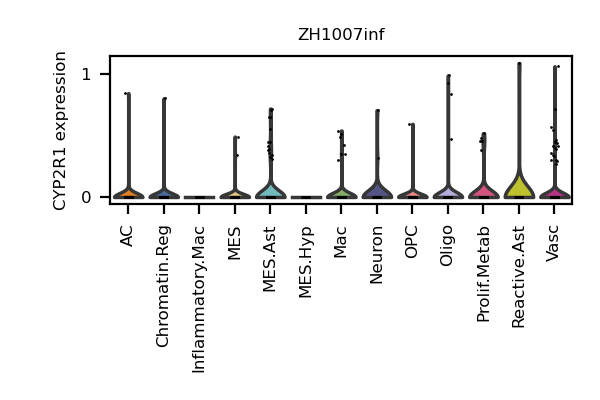 ZH1007inf
CYP2R1 expression
1
0
AC
Chromatin.Reg
Inflammatory.Mac
MES
MES.Ast
MES.Hyp
Mac
Neuron
OPC
Oligo
Prolif.Metab
Reactive.Ast
Vasc